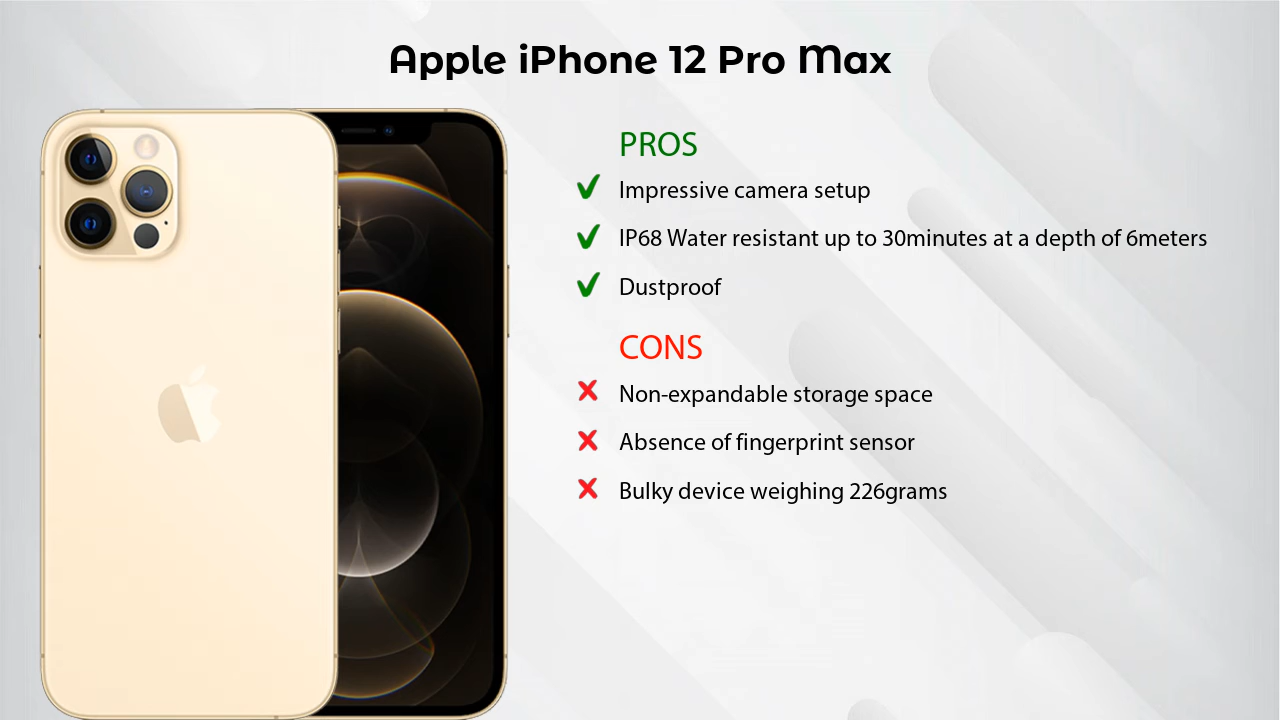 Apple iPhone 12 Pro Max
PROS
Impressive camera setup
IP68 Water resistant up to 30minutes at a depth of 6meters
Dustproof
CONS
Non-expandable storage space
Absence of fingerprint sensor
Bulky device weighing 226grams